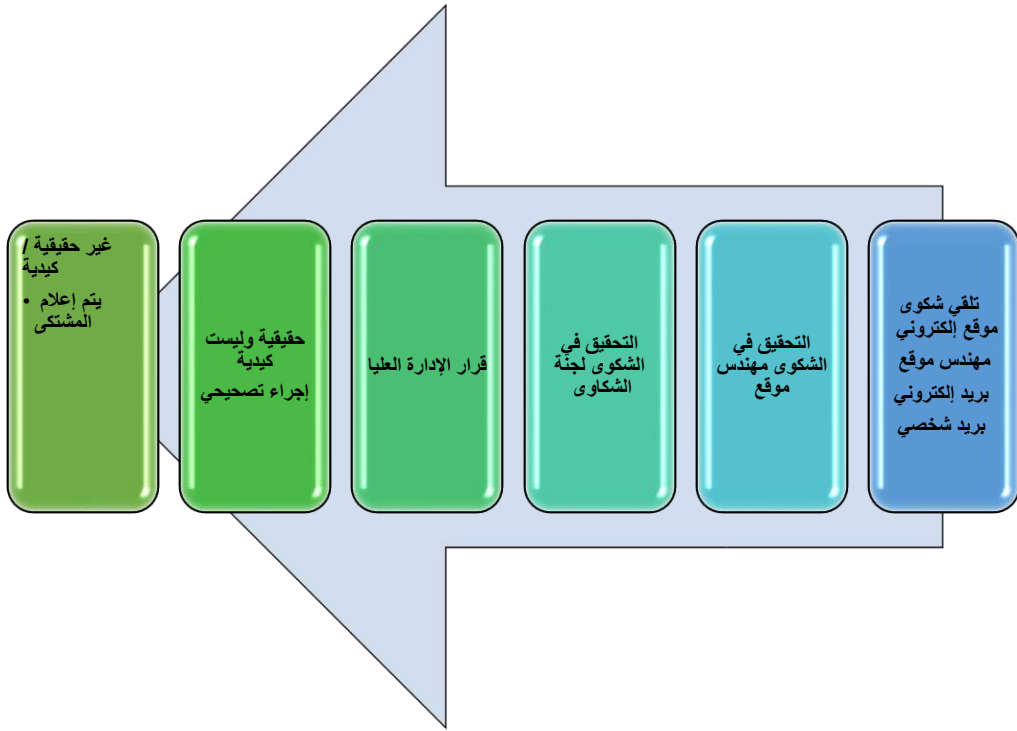 تلقي شكوى
موقع إلكتروني
مهندس موقع
بريد إلكتروني
بريد شخصي
التحقيق في
الشكوى مهندس
موقع
التحقيق في
الشكوى لجنة
الشكاوى
قرار الإدارة العليا
حقيقية وليست
كيدية
إجراء تصحيحي
غير حقيقية /
كيدية
• يتم إعلام
المشتكى